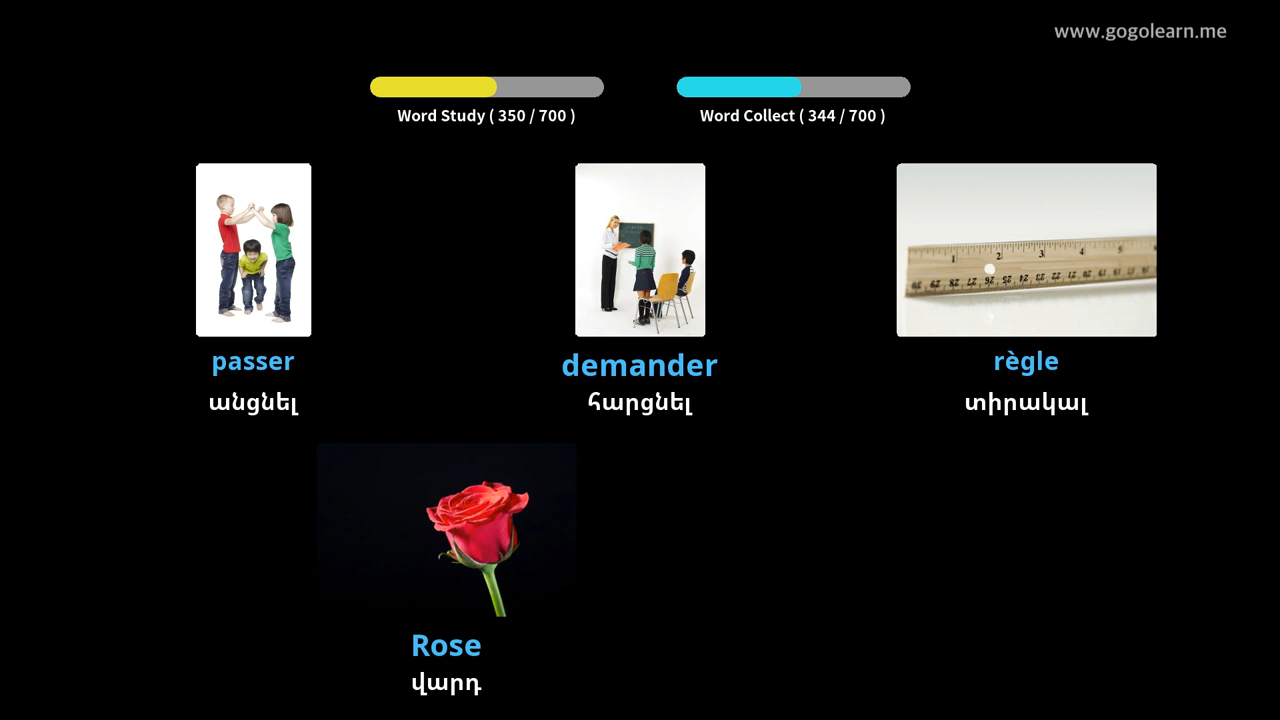 www.gogolearn.me
Word Study ( 350 / 700 )
Word Collect ( 344 / 700 )
passer
անցնել
demander
հարցնել
règle
տիրակալ
Rose
վարդ